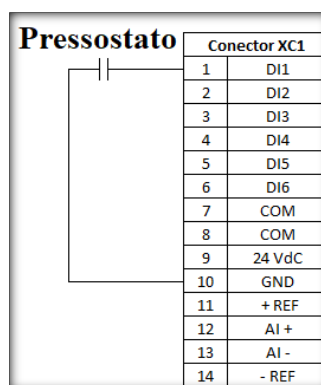 Pressostato
Conector XC1
1 DI1
2 DI2
3 DI3
4 DI4
5 DI5
6 DI6
7 COM
8 COM
9 24 VdC
10 GND
11 + REF
12 AI +
13 AI -
14 - REF